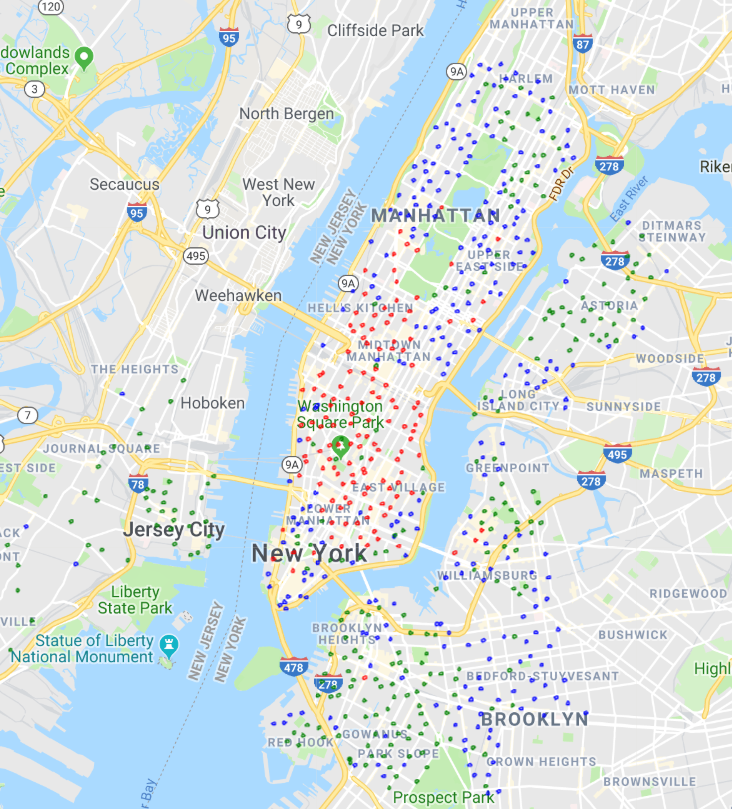 120
9
95
Cliffside Park
UPPER
MANHATTAN
87
dowlands
Complex
9A
HARLEM
3
MOTT HAVEN
North Bergen
278
Riker
FDR Dr
Secaucus
West New
York
East River
95
9
MANHATTAN
NEW JERSEY
NEW YORK
Union City
DITMARS
STEINWAY
495
UPPER
EAST SIDE
278
9A
Weehawken
HELL'S KITCHEN
ASTORIA
MIDTOWN
MANHATTAN
WOODSIDE
THE HEIGHTS
278
Hoboken
Washington
Square Park
LONG
ISLAND CITY
SUNNYSIDE
7
JOURNAL SQUARE
495
EST SIDE
9A
GREENPOINT
MASPETH
78
278
EAST VILLAGE
LOWER
MANHATTAN
ACK
Jersey City
NT
New York
WILLIAMSBURG
Liberty
State Park
RIDGEWOOD
VILLE
NEW JERSEY
NEW YORK
BROOKLYN
HEIGHTS
BUSHWICK
Statue of Liberty
National Monument
478
278
BEDFORD-STUYVESANT
Highl
BROOKLYN
RED HOOK
GOWANUS
PARK SLOPE
CROWN HEIGHTS
BROWNSVILLE
r Bay
Prospect Park